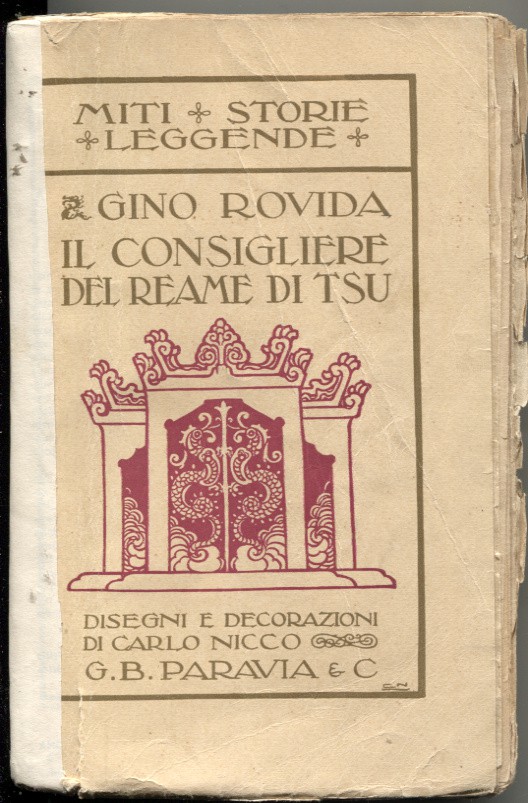 MITI STORIE
LEGGENDE
GINO ROVIDA
IL CONSIGLIERE
DEL REAME DI TSU
DISEGNI E DECORAZIONI
DI CARLO NICCO
G.B. PARAVIA & C